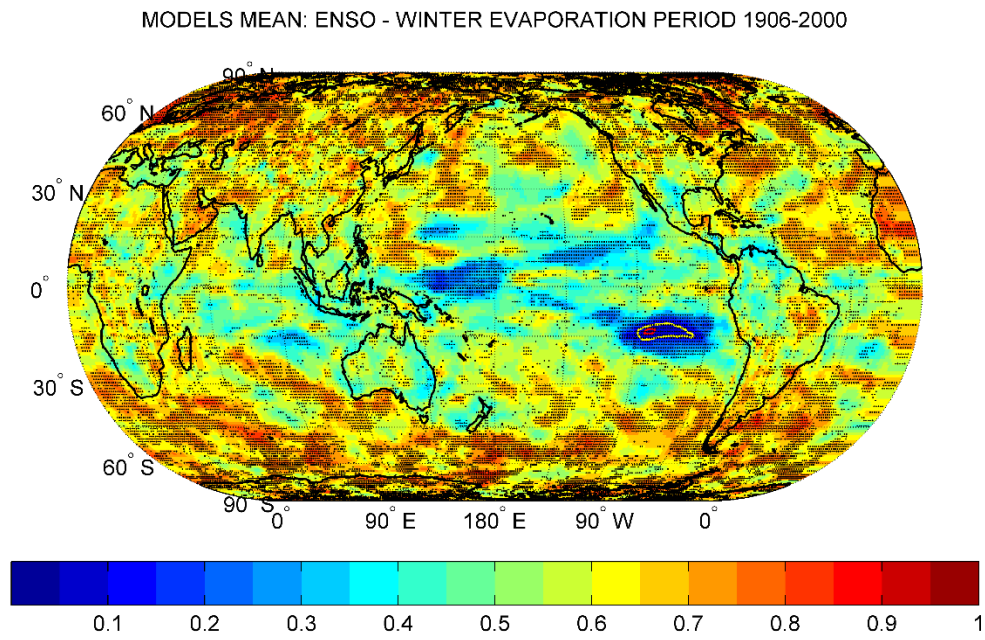 MODELS MEAN: ENSO - WINTER EVAPORATION PERIOD 1906-2000
90° N
60° N
30° N
0°
30° S
60° S
90° S
0° 90° E 180° E 90° W 0°
0.1 0.2 0.3 0.4 0.5 0.6 0.7 0.8 0.9 1